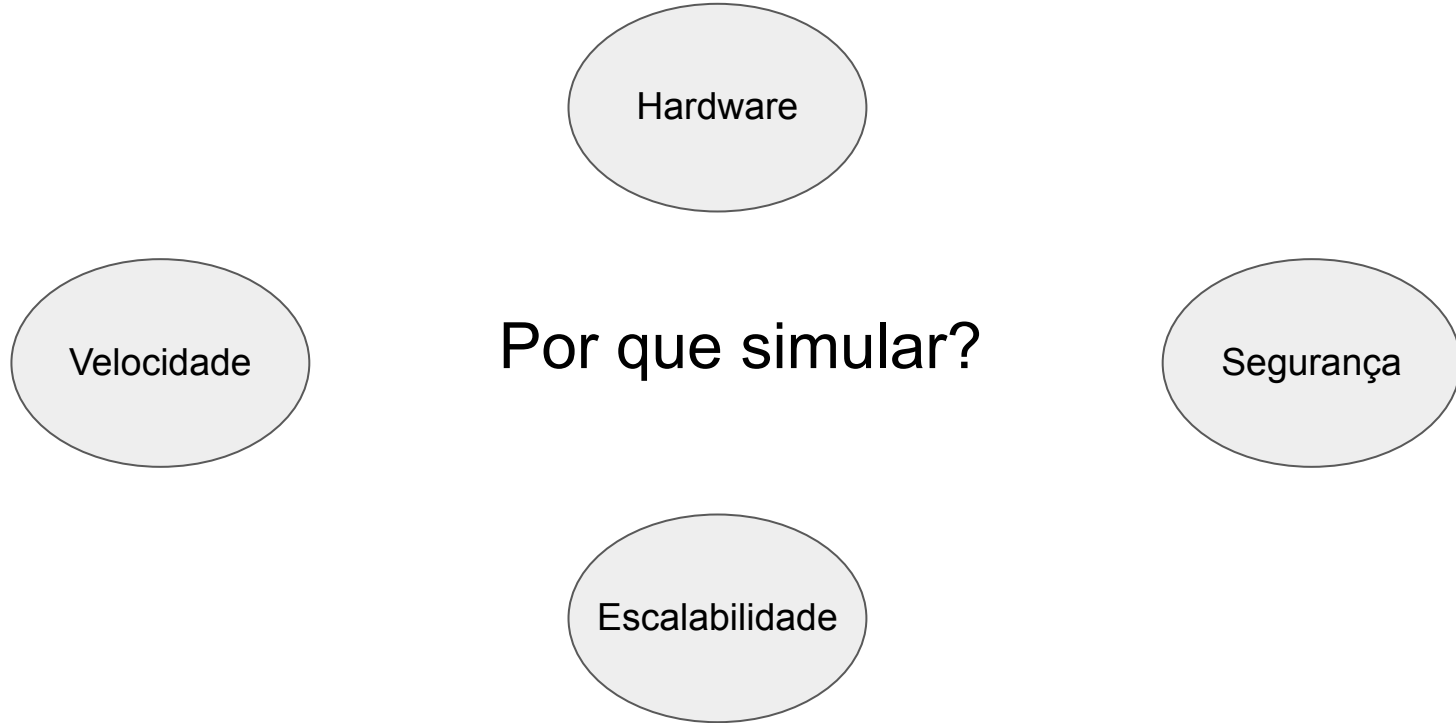 Hardware
Velocidade
Por que simular?
Segurança
Escalabilidade